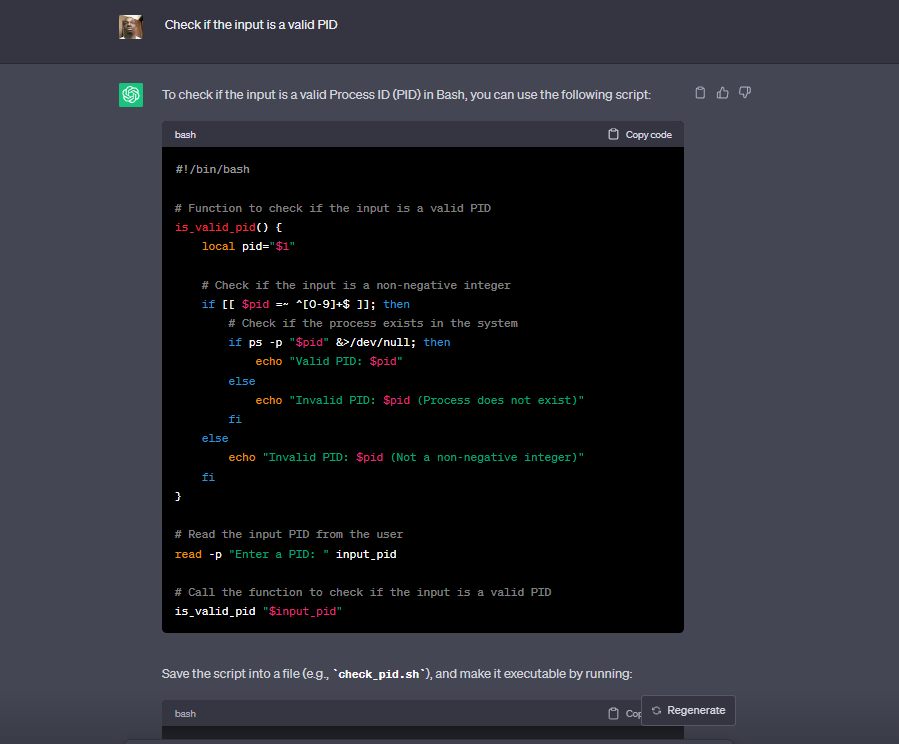 Check if the input is a valid PID
To check if the input is a valid Process ID (PID) in Bash, you can use the following script:
bash
Copy code
#!/bin/bash
# Function to check if the input is a valid PID
is_valid_pid() {
    local pid="$1"
    # Check if the input is a non-negative integer
    if [[ $pid =~ ^[0-9]+$ ]]; then
        # Check if the process exists in the system
        if ps -p "$pid" &>/dev/null; then
            echo "Valid PID: $pid"
        else
            echo "Invalid PID: $pid (Process does not exist)"
        fi
    else
        echo "Invalid PID: $pid (Not a non-negative integer)"
    fi
}
# Read the input PID from the user
read -p "Enter a PID: " input_pid
# Call the function to check if the input is a valid PID
is_valid_pid "$input_pid"
Save the script into a file (e.g., `check_pid.sh`), and make it executable by running:
bash
Cop
Regenerate